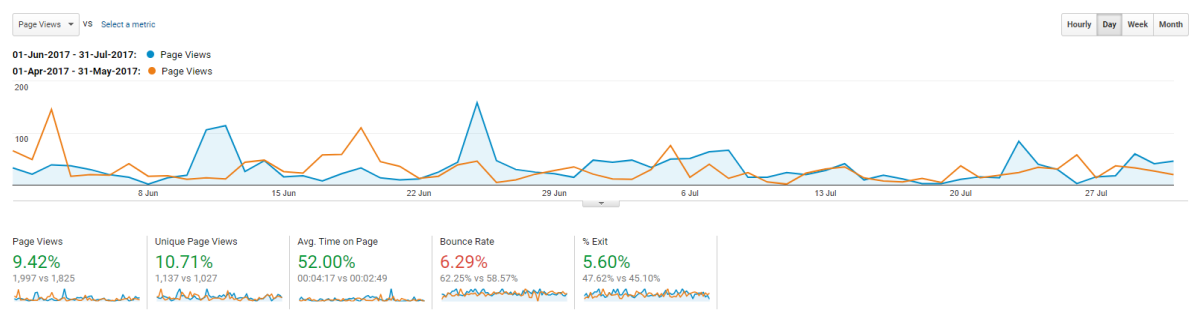 Page Views VS Select a metric Hourly Day Week Month
01-Jun-2017 - 31-Jul-2017: Page Views
01-Apr-2017 - 31-May-2017: Page Views
200
100
8 Jun 15 Jun 22 Jun 29 Jun 6 Jul 13 Jul 20 Jul 27 Jul
Page Views Unique Page Views Avg. Time on Page Bounce Rate % Exit
9.42% 10.71% 52.00% 6.29% 5.60%
1,997 vs 1,825 1,137 vs 1,027 00:04:17 vs 00:02:49 62.25% vs 58.57% 47.62% vs 45.10%